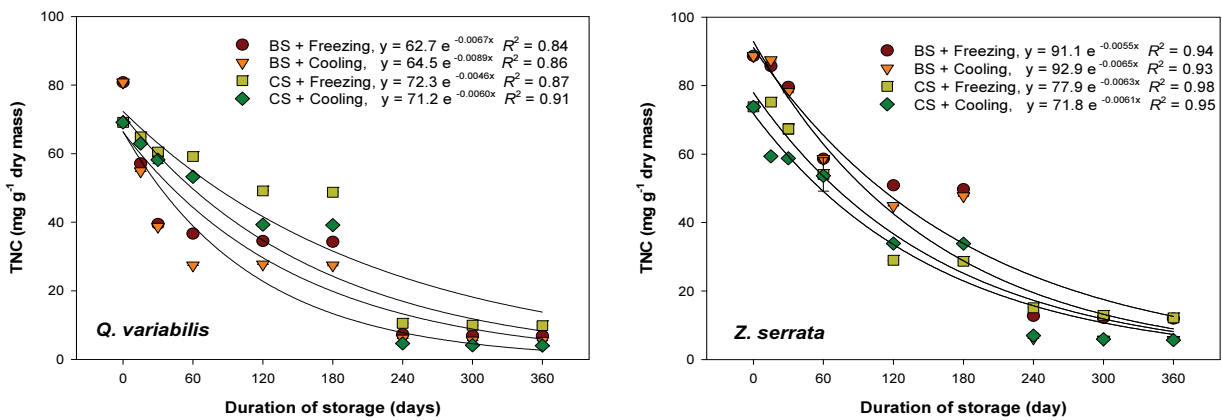 100
80
60
40
20
0
TNC (mg g⁻¹ dry mass)
BS + Freezing, y = 62.7 e ⁻⁰·⁰⁰⁶⁷ˣ R² = 0.84
BS + Cooling, y = 64.5 e ⁻⁰·⁰⁰⁸⁹ˣ R² = 0.86
CS + Freezing, y = 72.3 e ⁻⁰·⁰⁰⁴⁶ˣ R² = 0.87
CS + Cooling, y = 71.2 e ⁻⁰·⁰⁰⁶⁰ˣ R² = 0.91
Q. variabilis
0 60 120 180 240 300 360
Duration of storage (days)
100
80
60
40
20
0
TNC (mg g⁻¹ dry mass)
BS + Freezing, y = 91.1 e ⁻⁰·⁰⁰⁵⁵ˣ R² = 0.94
BS + Cooling, y = 92.9 e ⁻⁰·⁰⁰⁶⁵ˣ R² = 0.93
CS + Freezing, y = 77.9 e ⁻⁰·⁰⁰⁶³ˣ R² = 0.98
CS + Cooling, y = 71.8 e ⁻⁰·⁰⁰⁶¹ˣ R² = 0.95
Z. serrata
0 60 120 180 240 300 360
Duration of storage (days)